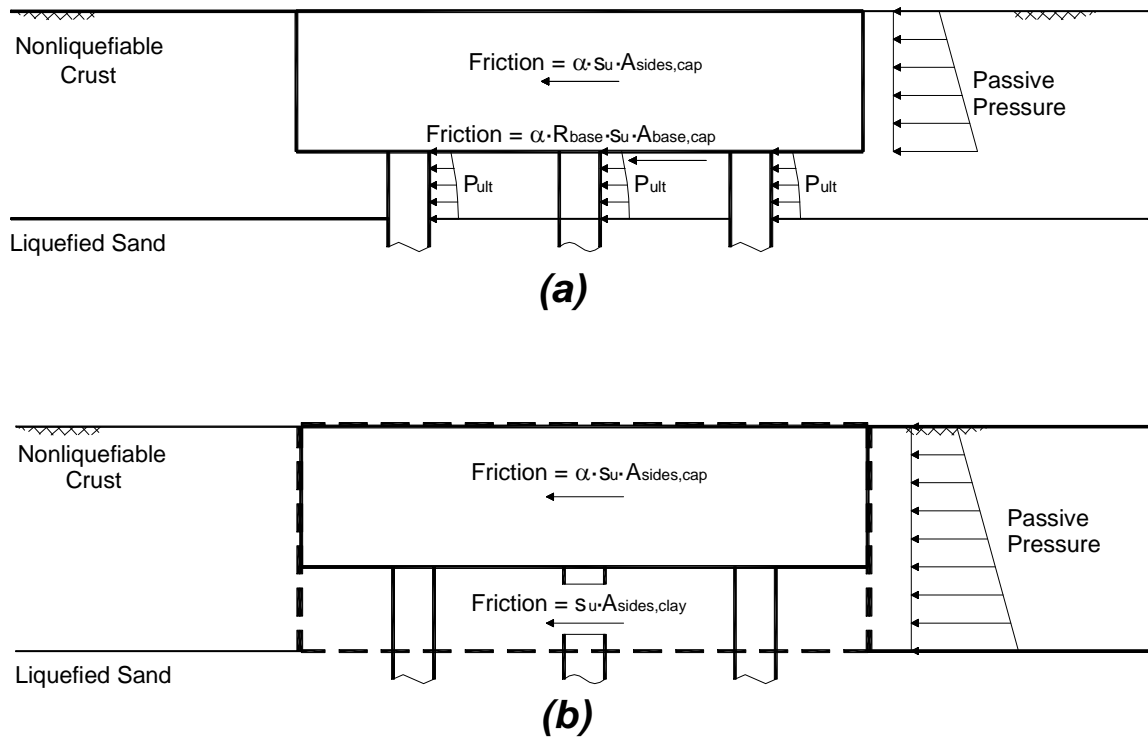 Nonliquefiable
Crust
Friction = α·su·Asides,cap
Passive
Pressure
Friction = α·Rbase·su·Abase,cap
Pult
Pult
Pult
Liquefied Sand
(a)
Nonliquefiable
Crust
Friction = α·su·Asides,cap
Passive
Pressure
Friction = su·Asides,clay
Liquefied Sand
(b)